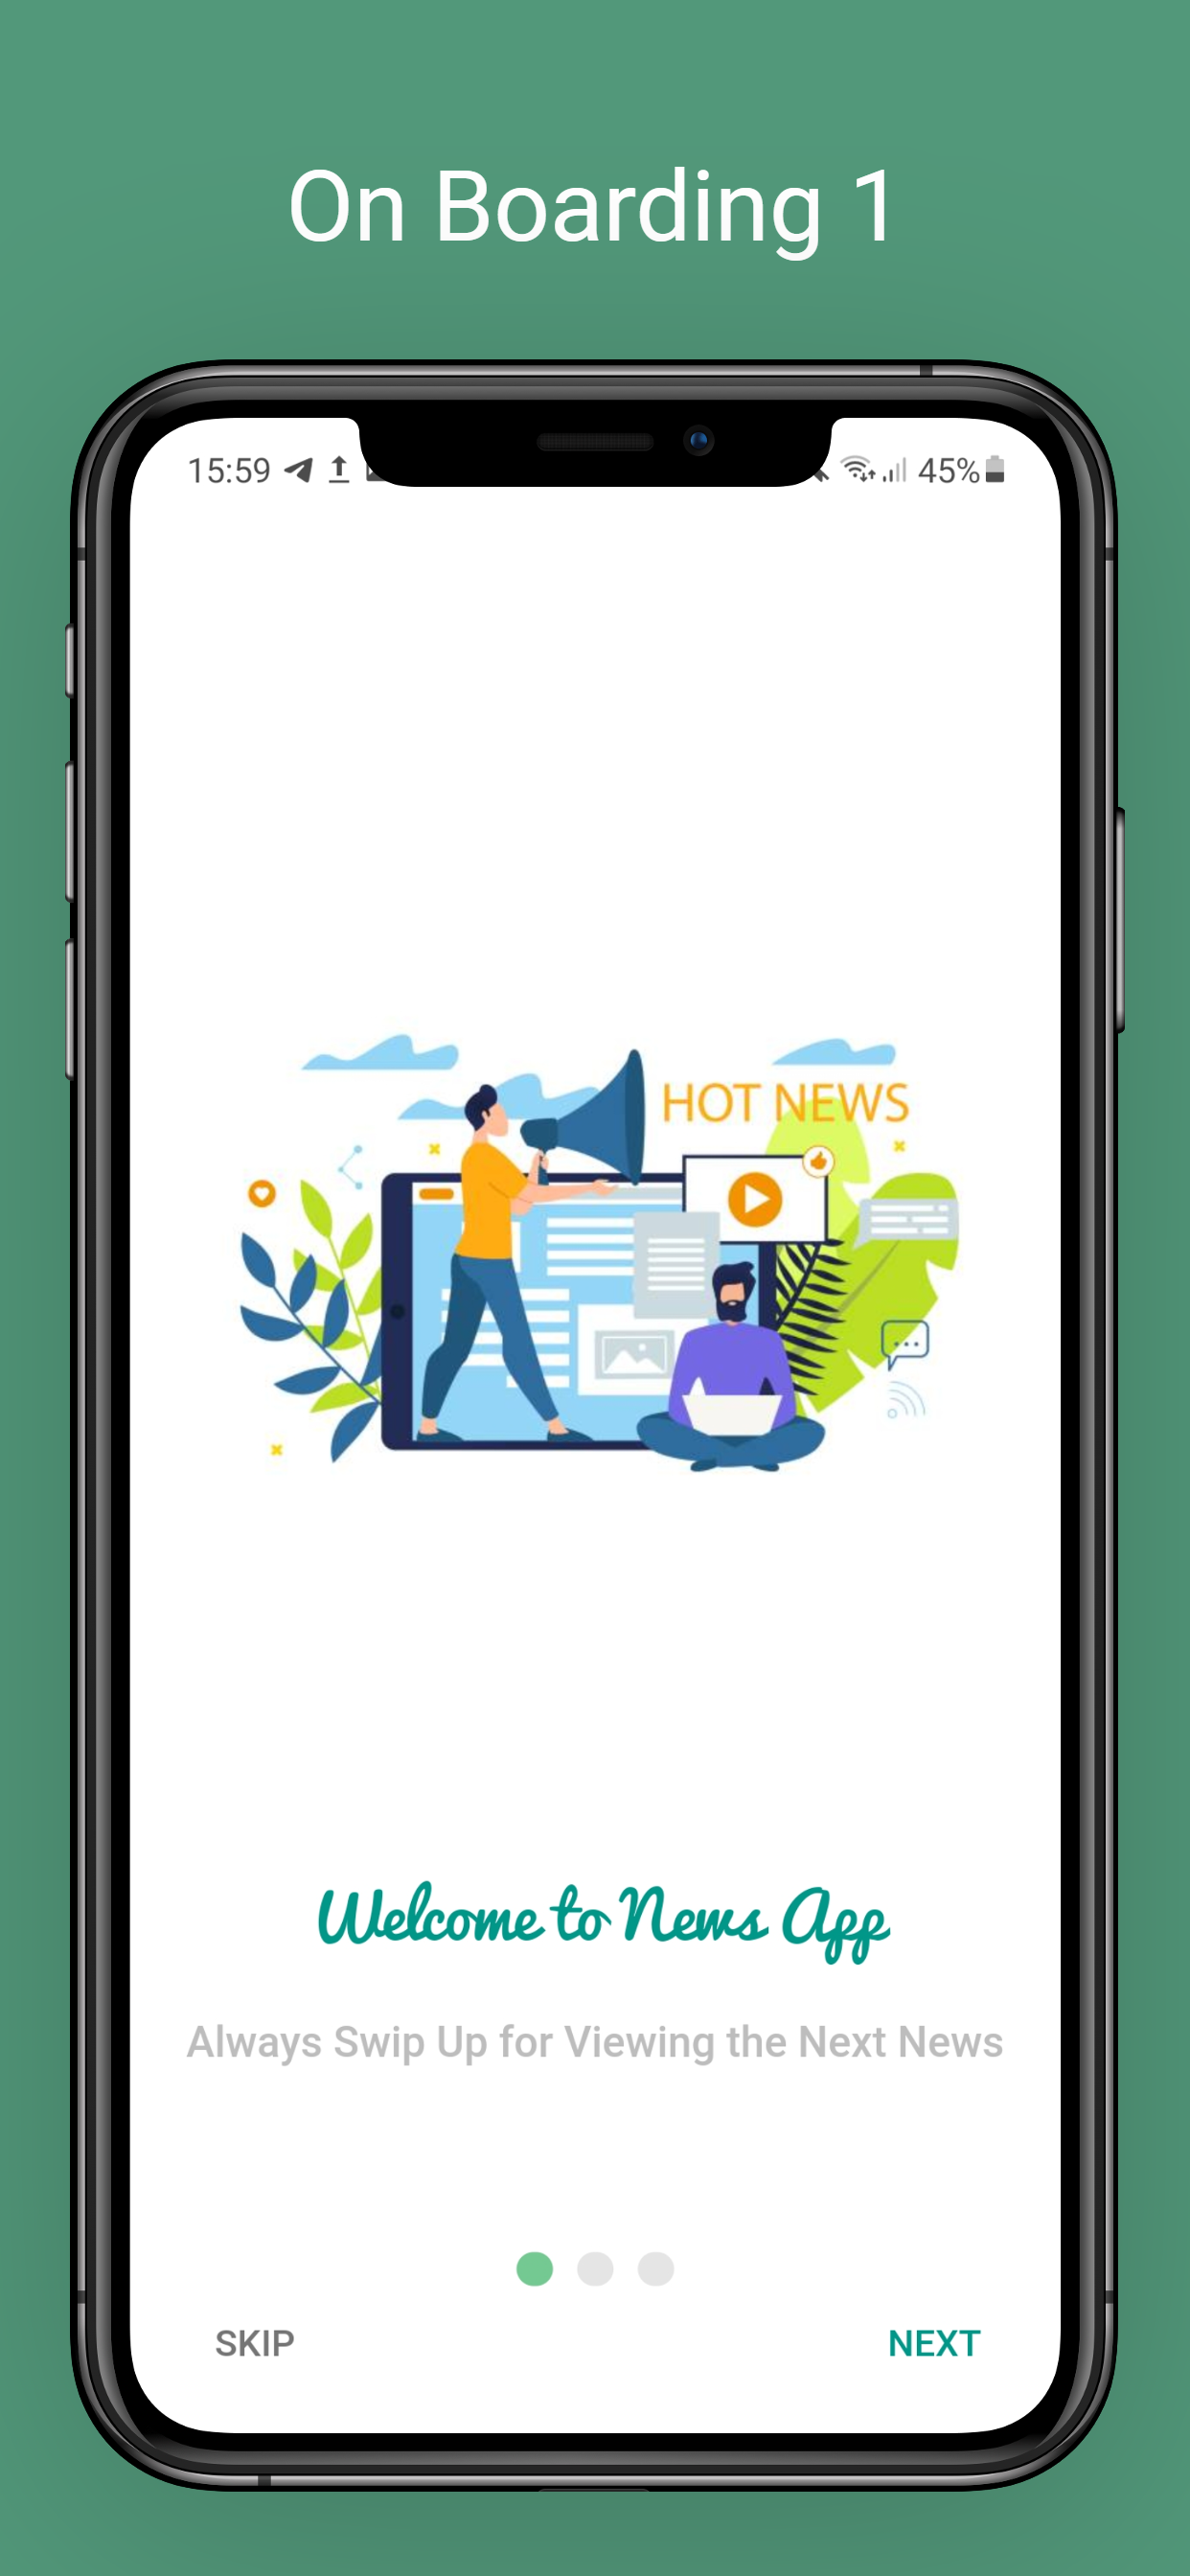 On Boarding 1
15:59
45%
HOT NEWS
Welcome to News App
Always Swip Up for Viewing the Next News
SKIP
NEXT